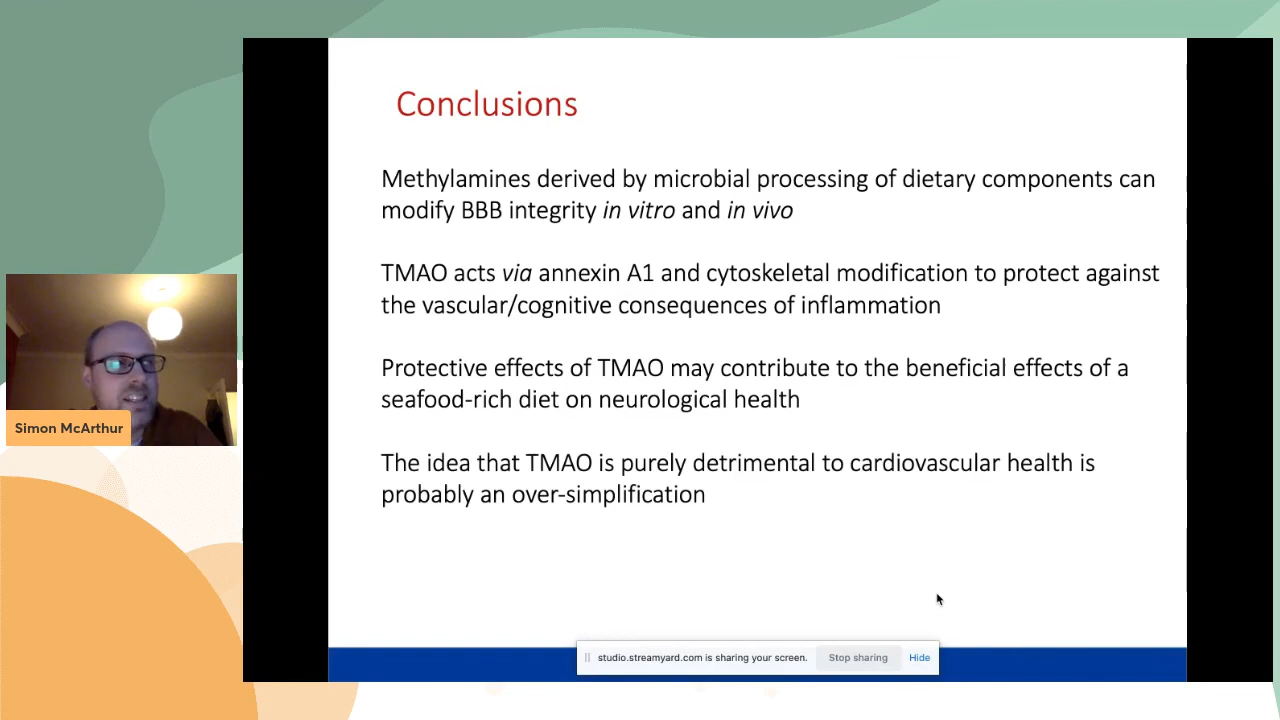 Conclusions
Methylamines derived by microbial processing of dietary components can
modify BBB integrity in vitro and in vivo
TMAO acts via annexin A1 and cytoskeletal modification to protect against
the vascular/cognitive consequences of inflammation
Protective effects of TMAO may contribute to the beneficial effects of a
seafood-rich diet on neurological health
The idea that TMAO is purely detrimental to cardiovascular health is
probably an over-simplification
Simon McArthur
studio.streamyard.com is sharing your screen.
Stop sharing
Hide